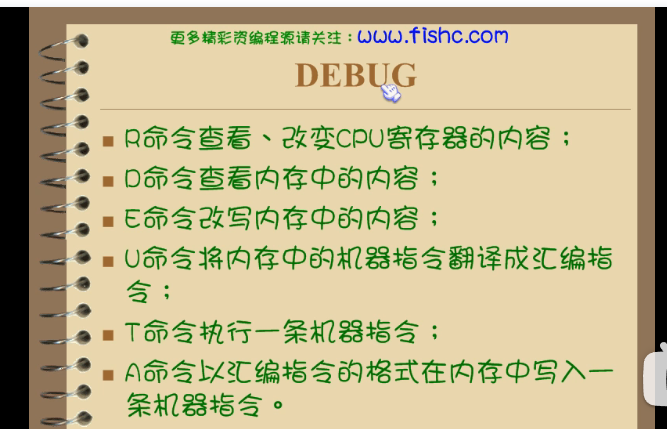 更多精彩资编程源请关注：www.fishc.com
DEBUG
R命令查看、改变CPU寄存器的内容；
D命令查看内存中的内容；
E命令改写内存中的内容；
U命令将内存中的机器指令翻译成汇编指
令；
T命令执行一条机器指令；
A命令以汇编指令的格式在内存中写入一
条机器指令。